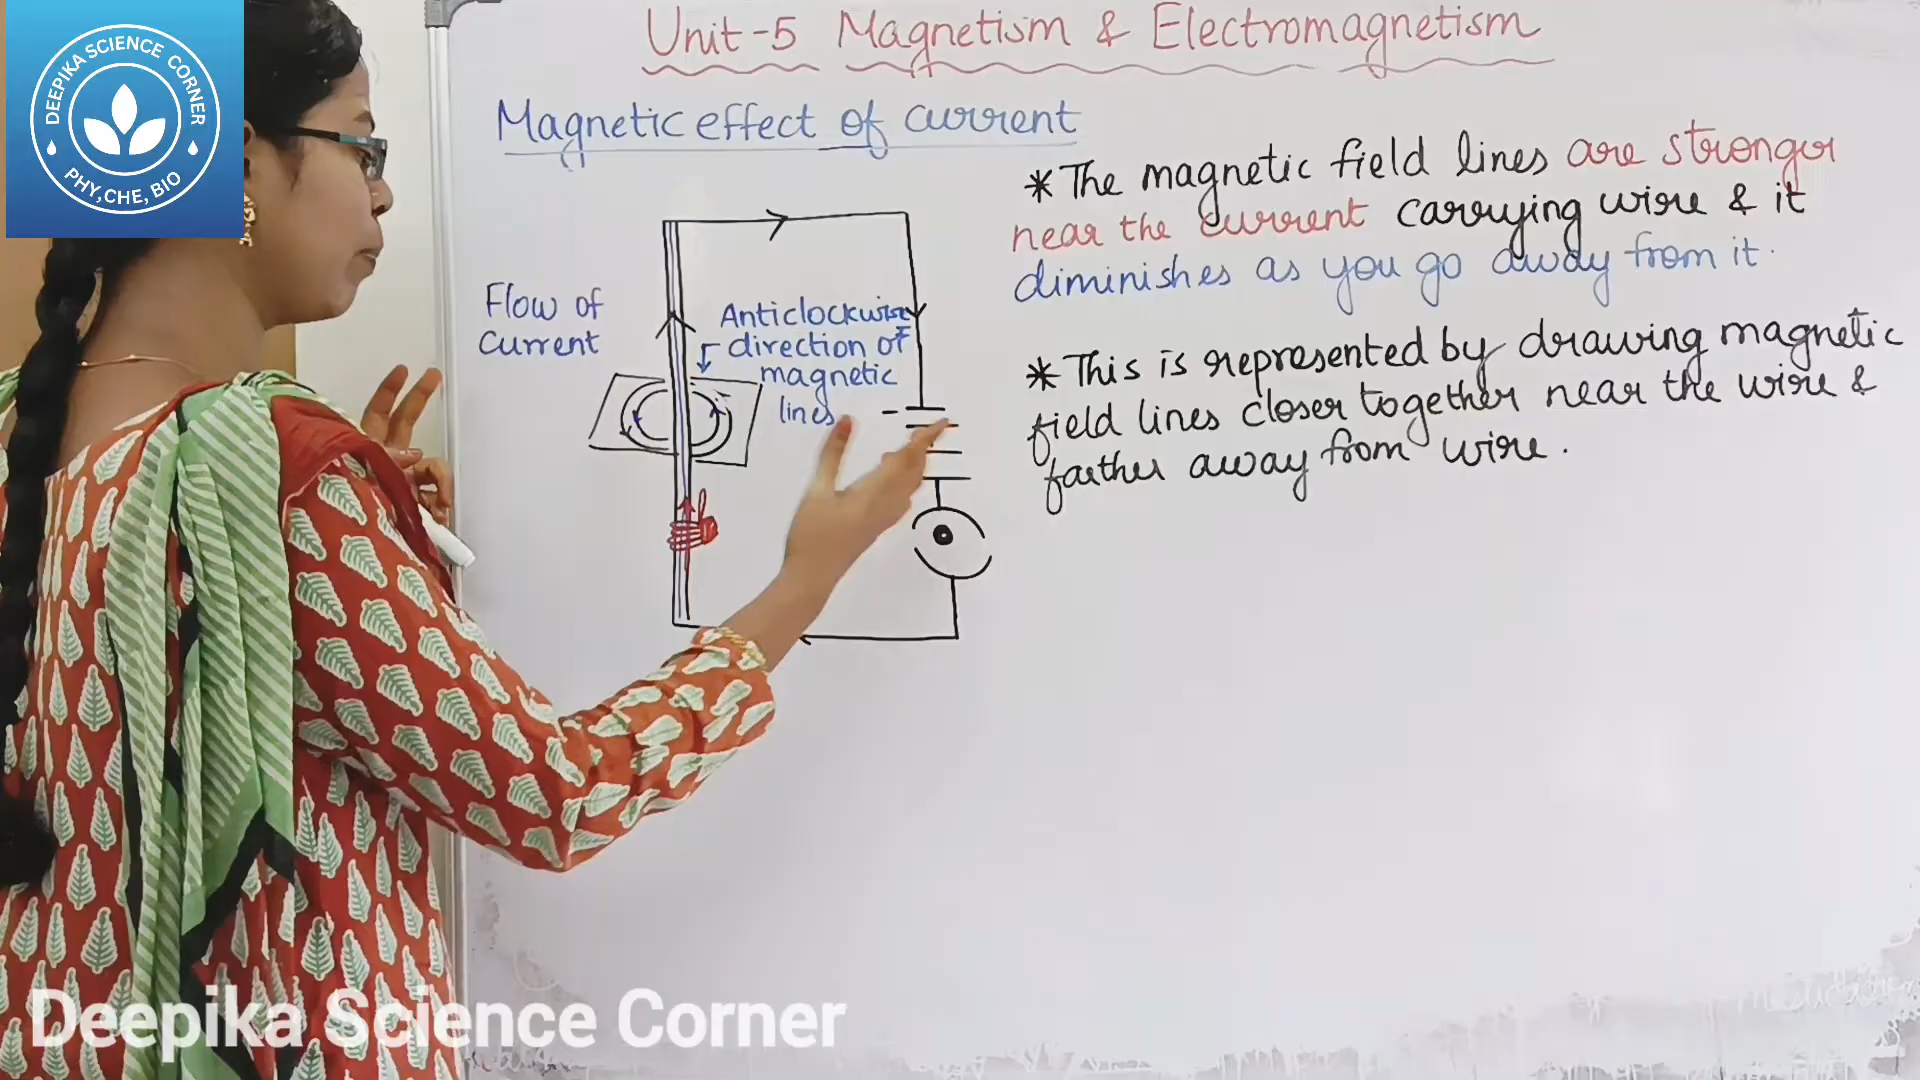 DEEPIKA SCIENCE CORNER
PHY,CHE, BIO
Unit-5 Magnetism & Electromagnetism
Magnetic effect of current
Flow of
Current
Anticlockwise
direction of
magnetic
lines
-
*The magnetic field lines are stronger
near the current carrying wire & it
diminishes as you go away from it.
*This is represented by drawing magnetic
field lines closer together near the wire &
farther away from wire.
Deepika Science Corner